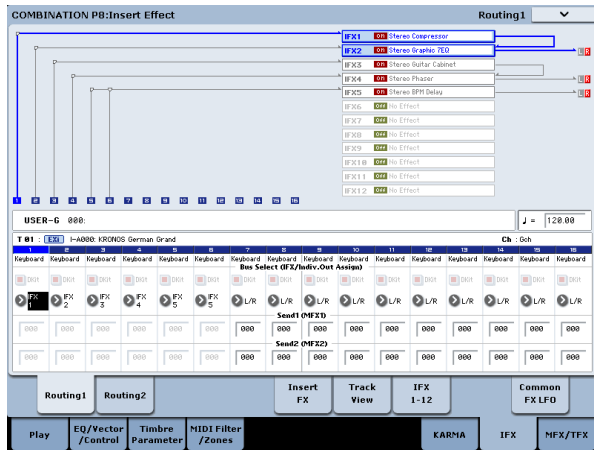 COMBINATION P8:Insert Effect Routing1
IFX1 On Stereo Compressor
IFX2 On Stereo Graphic 7EQ
L R
IFX3 On Stereo Guitar Cabinet
IFX4 On Stereo Phaser
L R
IFX5 On Stereo BPM Delay
L R
IFX6 Off No Effect
IFX7 Off No Effect
IFX8 Off No Effect
IFX9 Off No Effect
IFX10 Off No Effect
IFX11 Off No Effect
IFX12 Off No Effect
1 2 3 4 5 6 7 8 9 10 11 12 13 14 15 16
USER-G 000: ♩ = 120.00
T 01 : EXi I-A000: KRONOS German Grand Ch : Gch
1 2 3 4 5 6 7 8 9 10 11 12 13 14 15 16
Keyboard Keyboard Keyboard Keyboard Keyboard Keyboard Keyboard Keyboard Keyboard Keyboard Keyboard Keyboard Keyboard Keyboard Keyboard Keyboard
Bus Select (IFX/Indiv.Out Assign)
DKit DKit DKit DKit DKit DKit DKit DKit DKit DKit DKit DKit DKit DKit DKit DKit
IFX 1 IFX 2 IFX 3 IFX 4 IFX 5 IFX 5 L/R L/R L/R L/R L/R L/R L/R L/R L/R L/R
Send1 (MFX1)
000 000 000 000 000 000 000 000 000 000 000 000 000 000 000 000
Send2 (MFX2)
000 000 000 000 000 000 000 000 000 000 000 000 000 000 000 000
Routing1 Routing2 Insert FX Track View IFX 1-12 Common FX LFO
Play EQ/Vector /Control Timbre Parameter MIDI Filter /Zones KARMA IFX MFX/TFX